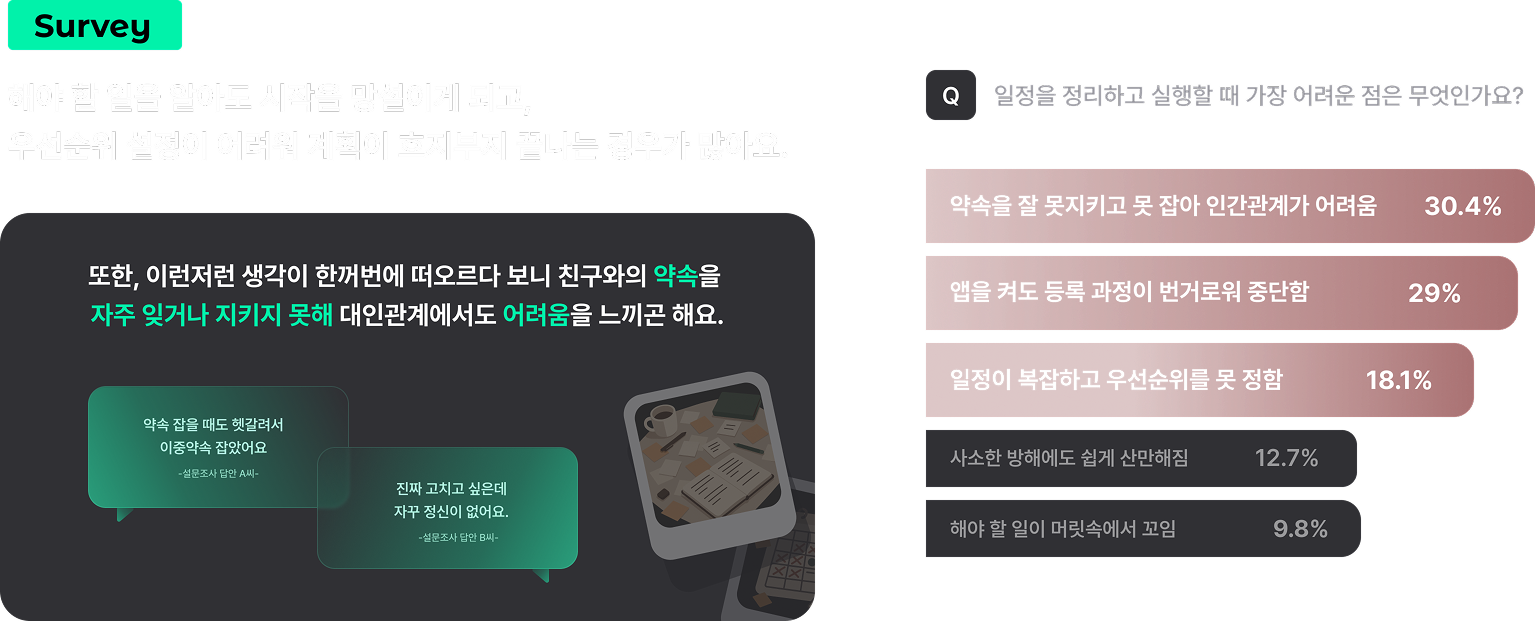 Survey
해야 할 일을 알아도 시작을 망설이게 되고,
우선순위 설정이 어려워 계획이 흐지부지 끝나는 경우가 많아요.
또한, 이런저런 생각이 한꺼번에 떠오르다 보니 친구와의 약속을
자주 잊거나 지키지 못해 대인관계에서도 어려움을 느끼곤 해요.
약속 잡을 때도 헷갈려서
이중약속 잡았어요
-설문조사 답안 A씨-
진짜 고치고 싶은데
자꾸 정신이 없어요.
-설문조사 답안 B씨-
Q 일정을 정리하고 실행할 때 가장 어려운 점은 무엇인가요?
약속을 잘 못지키고 못 잡아 인간관계가 어려움 30.4%
앱을 켜도 등록 과정이 번거로워 중단함 29%
일정이 복잡하고 우선순위를 못 정함 18.1%
사소한 방해에도 쉽게 산만해짐 12.7%
해야 할 일이 머릿속에서 꼬임 9.8%